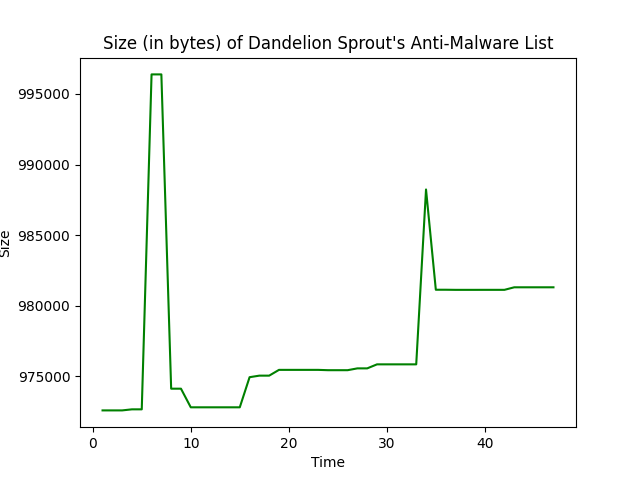 Size (in bytes) of Dandelion Sprout's Anti-Malware List
995000
990000
985000
980000
975000
Size
0 10 20 30 40
Time